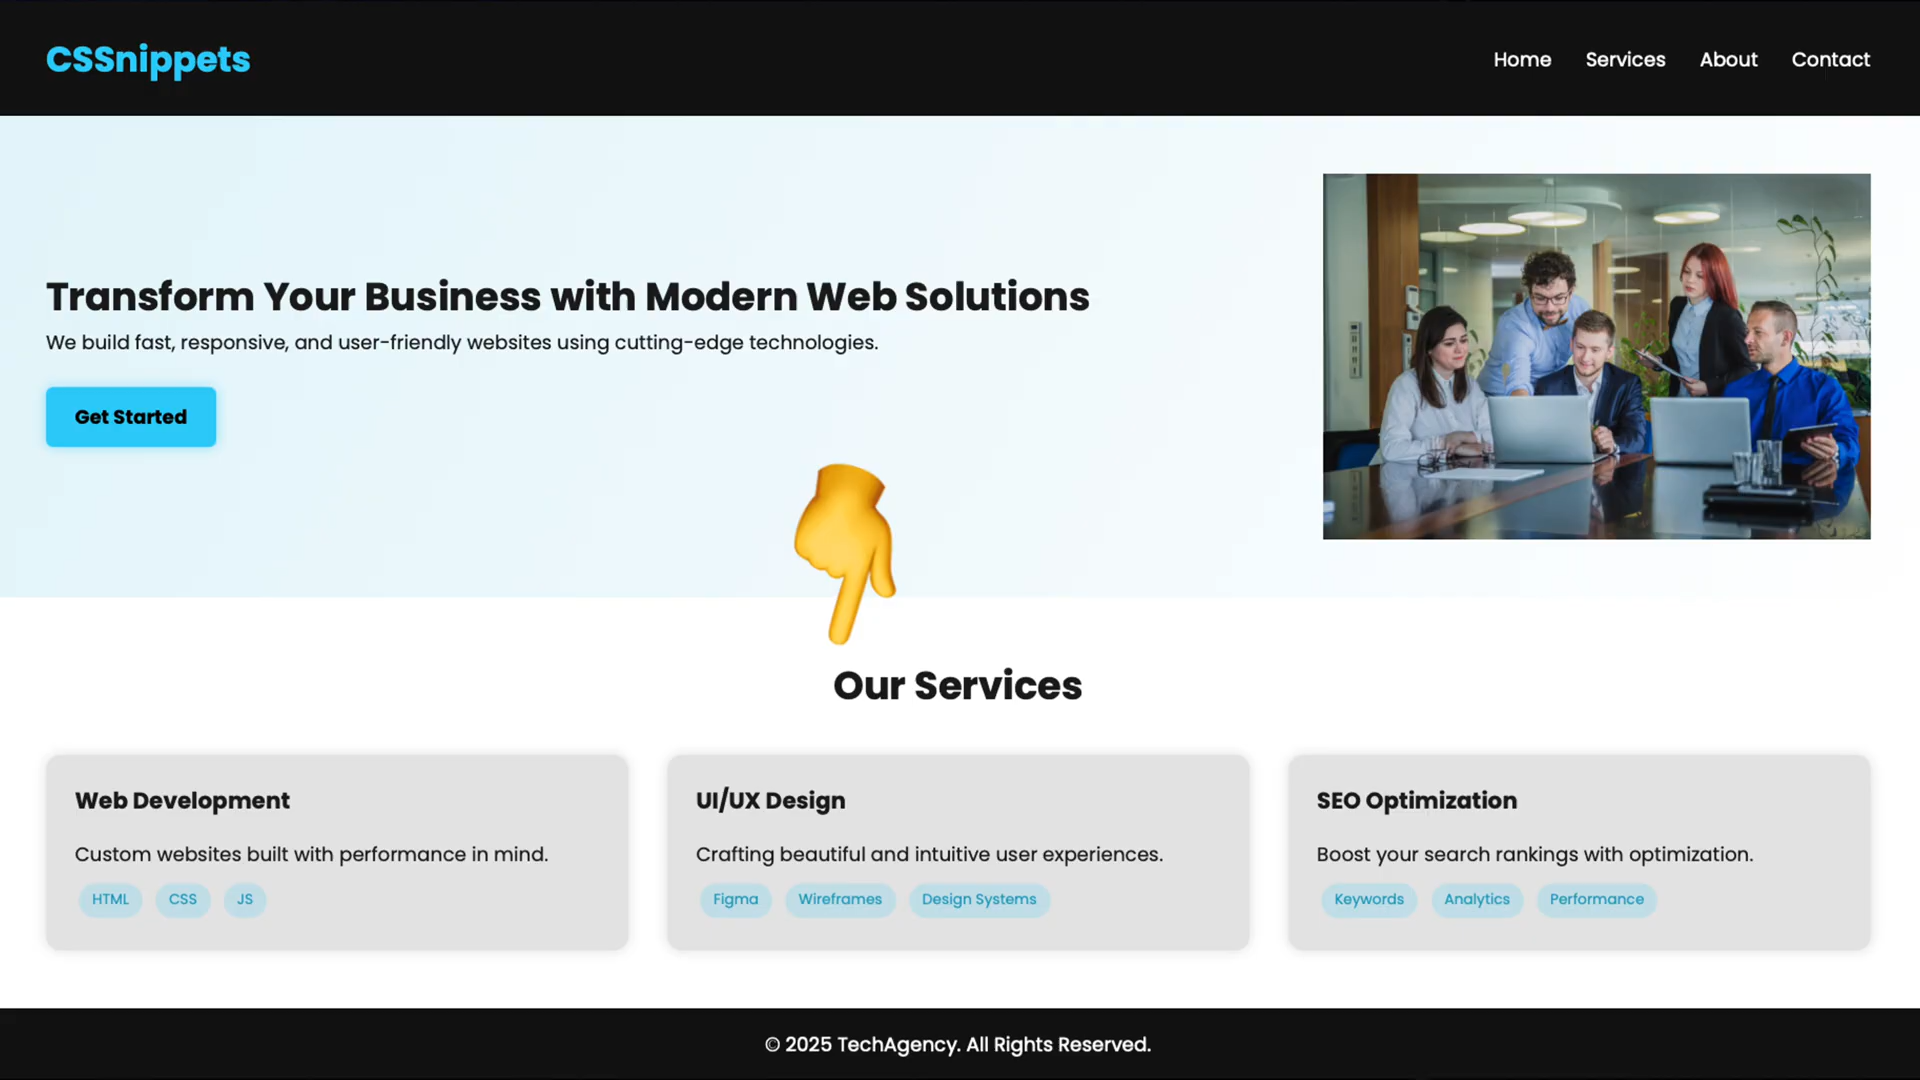 CSSnippets
Home Services About Contact
Transform Your Business with Modern Web Solutions
We build fast, responsive, and user-friendly websites using cutting-edge technologies.
Get Started
Our Services
Web Development
Custom websites built with performance in mind.
HTML CSS JS
UI/UX Design
Crafting beautiful and intuitive user experiences.
Figma Wireframes Design Systems
SEO Optimization
Boost your search rankings with optimization.
Keywords Analytics Performance
© 2025 TechAgency. All Rights Reserved.